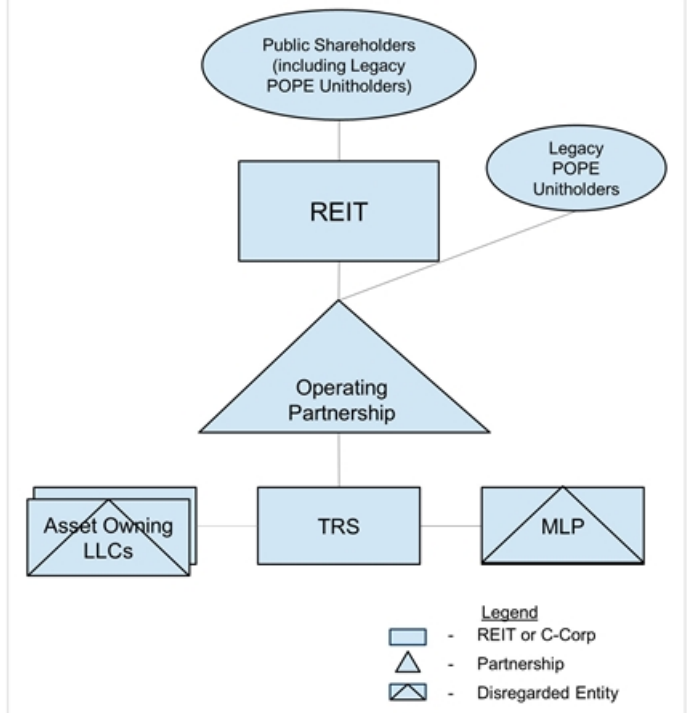 Public Shareholders
(including Legacy
POPE Unitholders)
Legacy
POPE
Unitholders
REIT
Operating
Partnership
Asset Owning
LLCs
TRS
MLP
Legend
- REIT or C-Corp
- Partnership
- Disregarded Entity